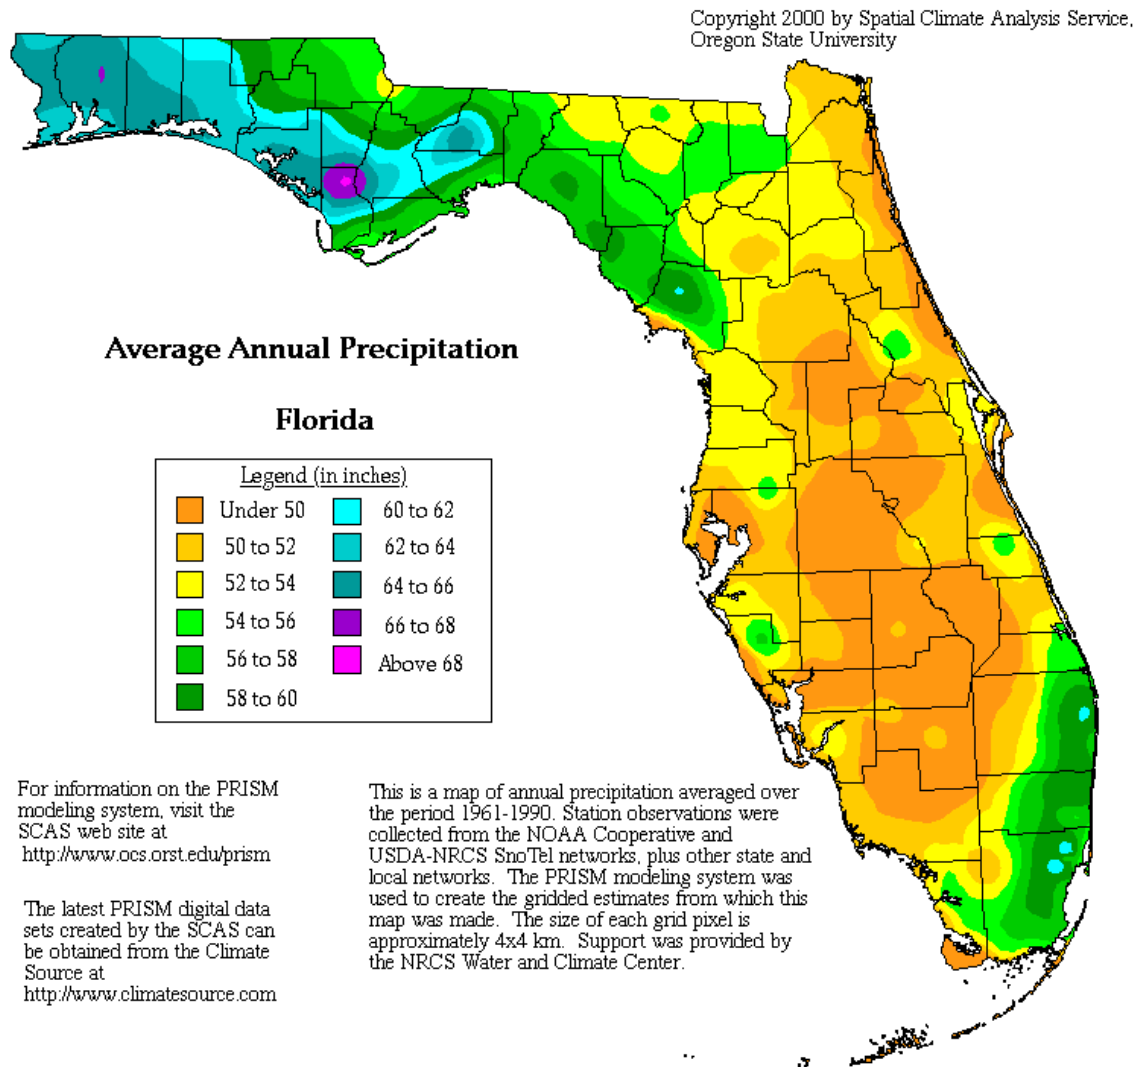 Copyright 2000 by Spatial Climate Analysis Service,
Oregon State University
Average Annual Precipitation
Florida
Legend (in inches)
Under 50
60 to 62
50 to 52
62 to 64
52 to 54
64 to 66
54 to 56
66 to 68
56 to 58
Above 68
58 to 60
For information on the PRISM
modeling system, visit the
SCAS web site at
http://www.ocs.orst.edu/prism
The latest PRISM digital data
sets created by the SCAS can
be obtained from the Climate
Source at
http://www.climatesource.com
This is a map of annual precipitation averaged over
the period 1961-1990. Station observations were
collected from the NOAA Cooperative and
USDA-NRCS SnoTel networks, plus other state and
local networks. The PRISM modeling system was
used to create the gridded estimates from which this
map was made. The size of each grid pixel is
approximately 4x4 km. Support was provided by
the NRCS Water and Climate Center.